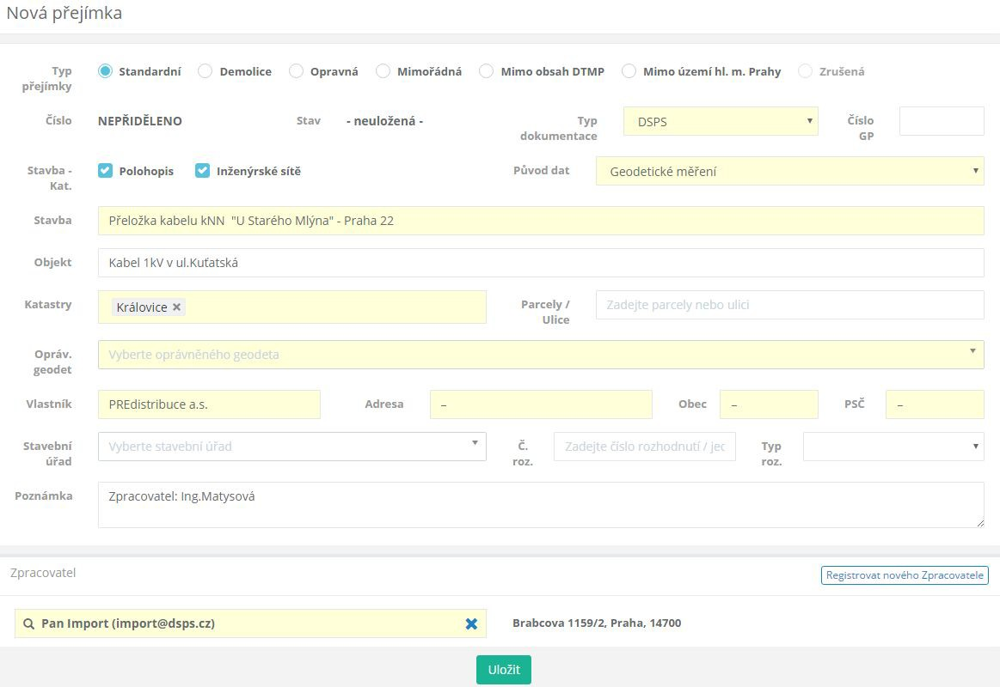 Nová přejímka
Typ přejímky Standardní Demolice Opravná Mimořádná Mimo obsah DTMP Mimo území hl. m. Prahy Zrušená
Číslo NEPŘIDĚLENO Stav - neuložená - Typ dokumentace DSPS Číslo GP
Stavba - Kat. Polohopis Inženýrské sítě Původ dat Geodetické měření
Stavba Přeložka kabelu kNN "U Starého Mlýna" - Praha 22
Objekt Kabel 1kV v ul.Kuťatská
Katastry Královice Parcely / Ulice Zadejte parcely nebo ulici
Opráv. geodet Vyberte oprávněného geodeta
Vlastník PREdistribuce a.s. Adresa – Obec – PSČ –
Stavební úřad Vyberte stavební úřad Č. roz. Zadejte číslo rozhodnutí / jec Typ roz.
Poznámka Zpracovatel: Ing.Matysová
Zpracovatel Registrovat nového Zpracovatele
Pan Import (import@dsps.cz) Brabcova 1159/2, Praha, 14700
Uložit